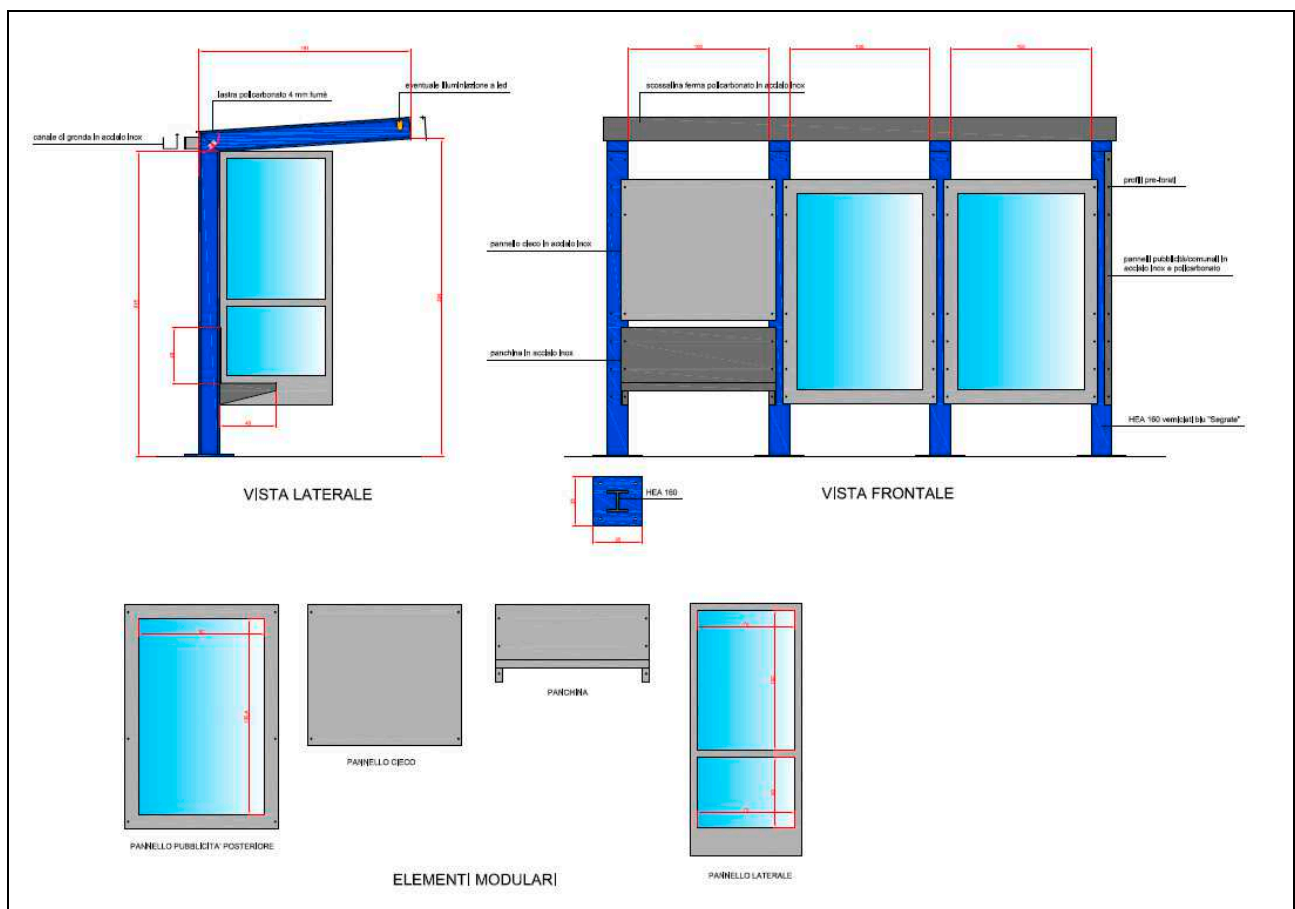 lastra policarbonato 4 mm fumè
eventuale illuminiazione a led
canale di gronda in acciaio inox
VISTA LATERALE
scossalina ferma policarbonato in acciaio inox
profili pre-forati
pannello cieco in acciaio inox
pannelli pubblicità/comunali in
acciaio inox e policarbonato
panchina in acciaio inox
HEA 160 verniciati blu "Segrate"
HEA 160
VISTA FRONTALE
PANNELLO PUBBLICITA' POSTERIORE
PANNELLO CIECO
PANCHINA
PANNELLO LATERALE
ELEMENTI MODULARI